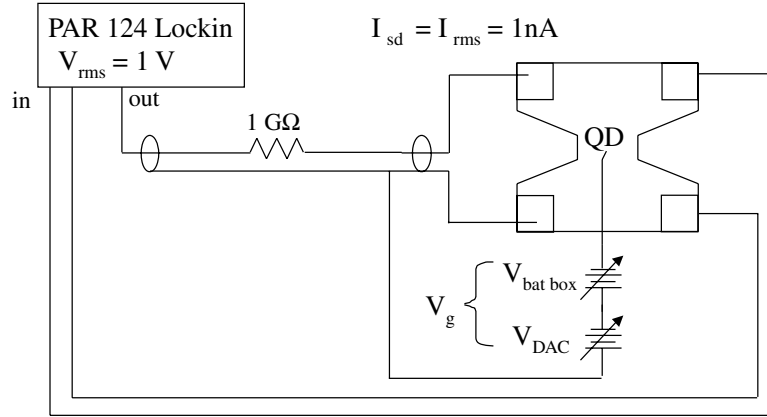 PAR 124 Lockin
V_rms = 1 V
I_sd = I_rms = 1nA
in
out
1 GΩ
QD
V_bat box
V_g
V_DAC